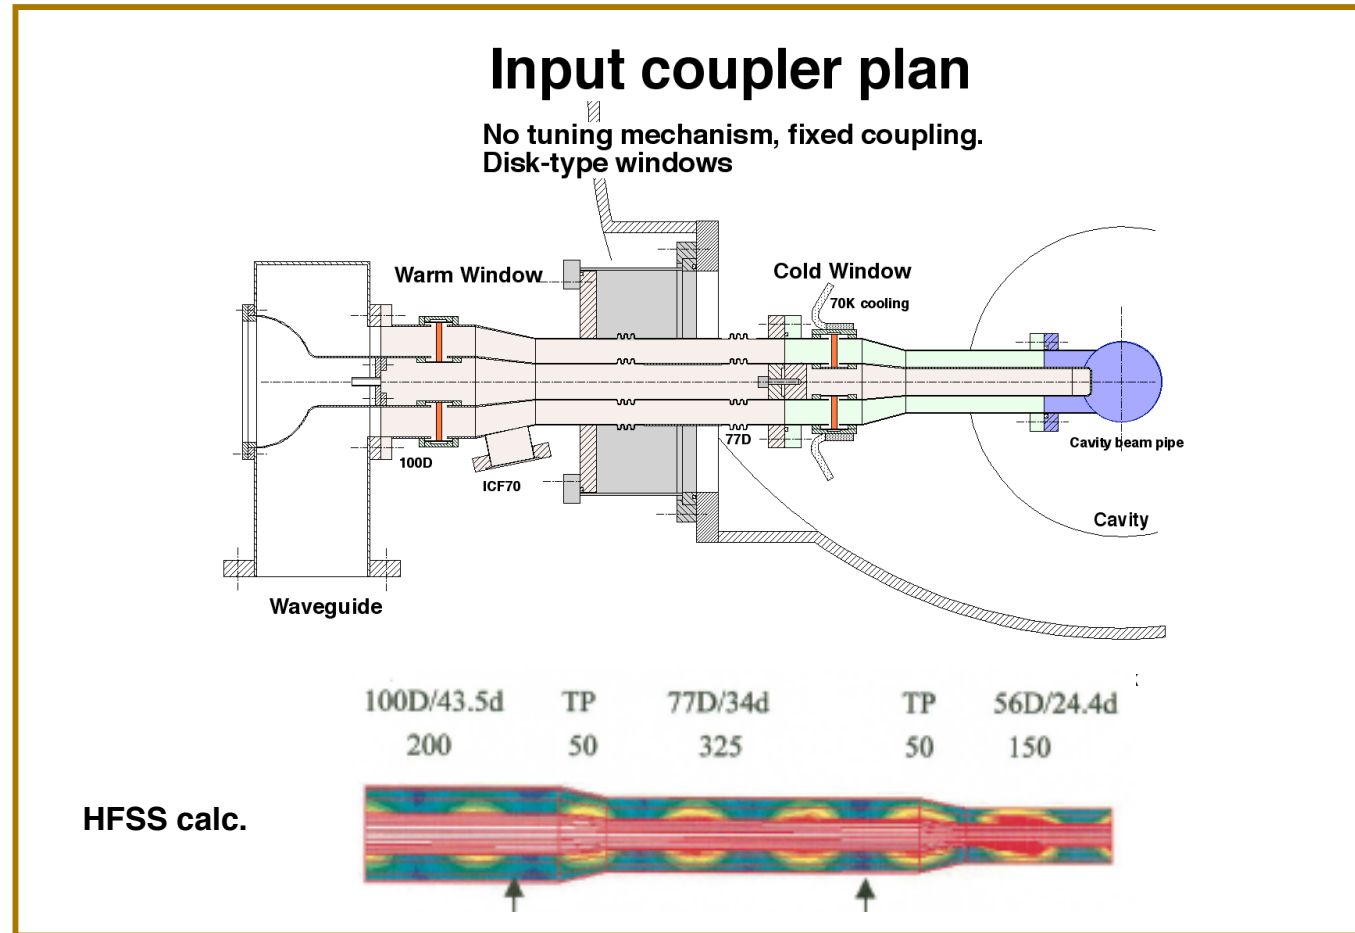 Input coupler plan
No tuning mechanism, fixed coupling.
Disk-type windows
Warm Window
Cold Window
70K cooling
100D
ICF70
77D
Cavity beam pipe
Cavity
Waveguide
100D/43.5d TP 77D/34d TP 56D/24.4d
200 50 325 50 150
HFSS calc.